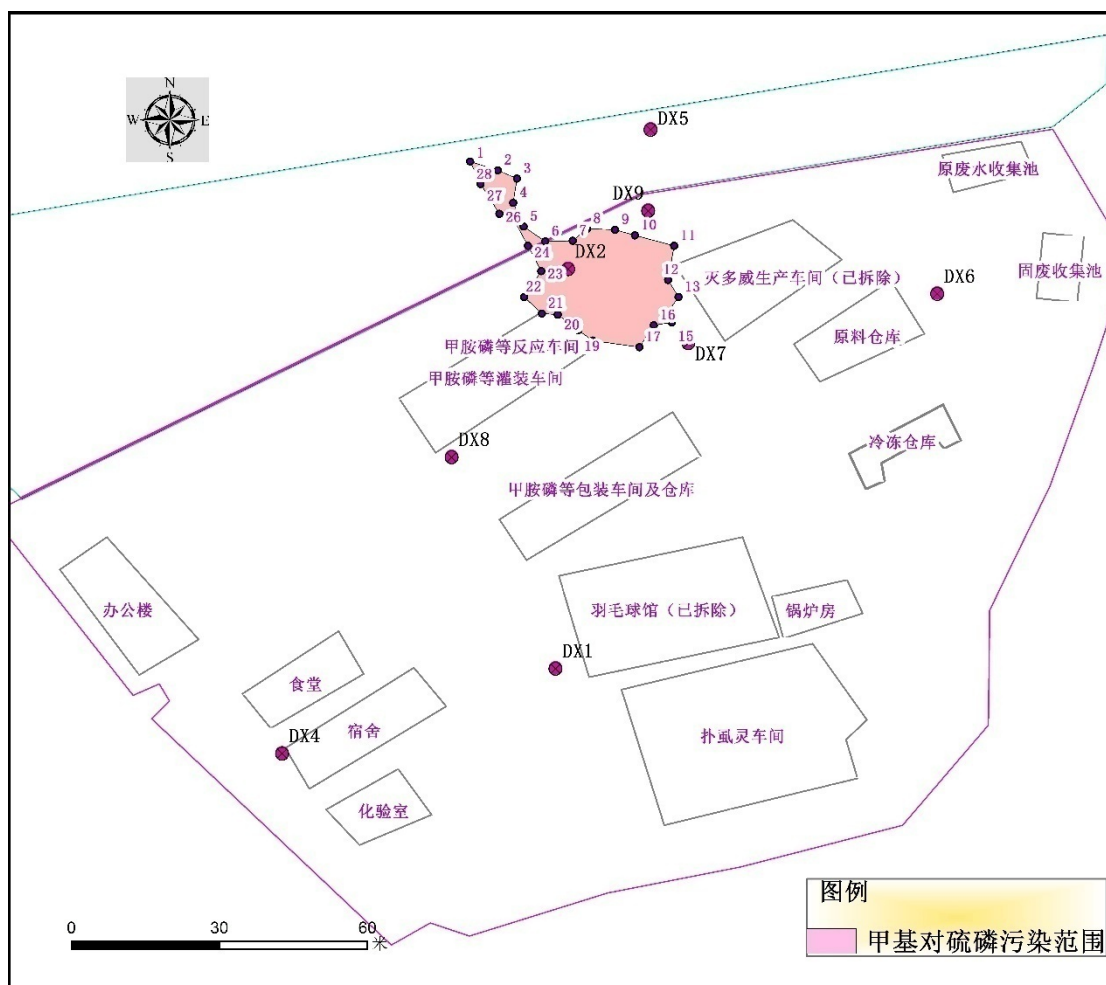 N
W E
S
DX5
1
2
3
28
27
4
26
5
6
7
8
9
10
11
DX9
24
DX2
23
12
13
22
21
20
19
17
16
15
DX7
DX6
原废水收集池
固废收集池
灭多威生产车间（已拆除）
原料仓库
甲胺磷等反应车间
甲胺磷等灌装车间
DX8
冷冻仓库
甲胺磷等包装车间及仓库
办公楼
羽毛球馆（已拆除）
锅炉房
DX1
食堂
宿舍
DX4
扑虱灵车间
化验室
0 30 60
米
图例
甲基对硫磷污染范围